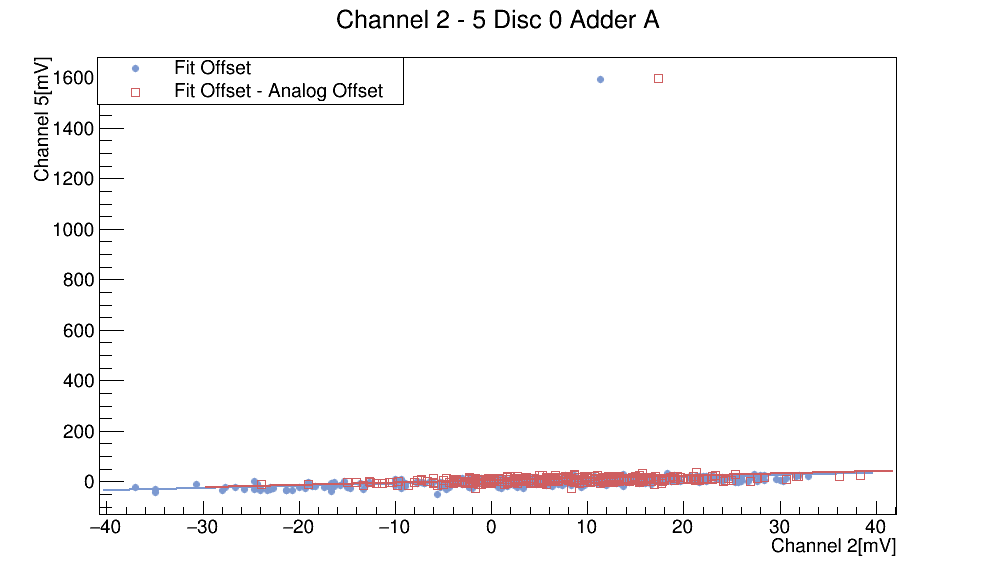 Channel 2 - 5 Disc 0 Adder A
Fit Offset
Fit Offset - Analog Offset
Channel 5[mV]
1600
1400
1200
1000
800
600
400
200
0
−40 −30 −20 −10 0 10 20 30 40
Channel 2[mV]